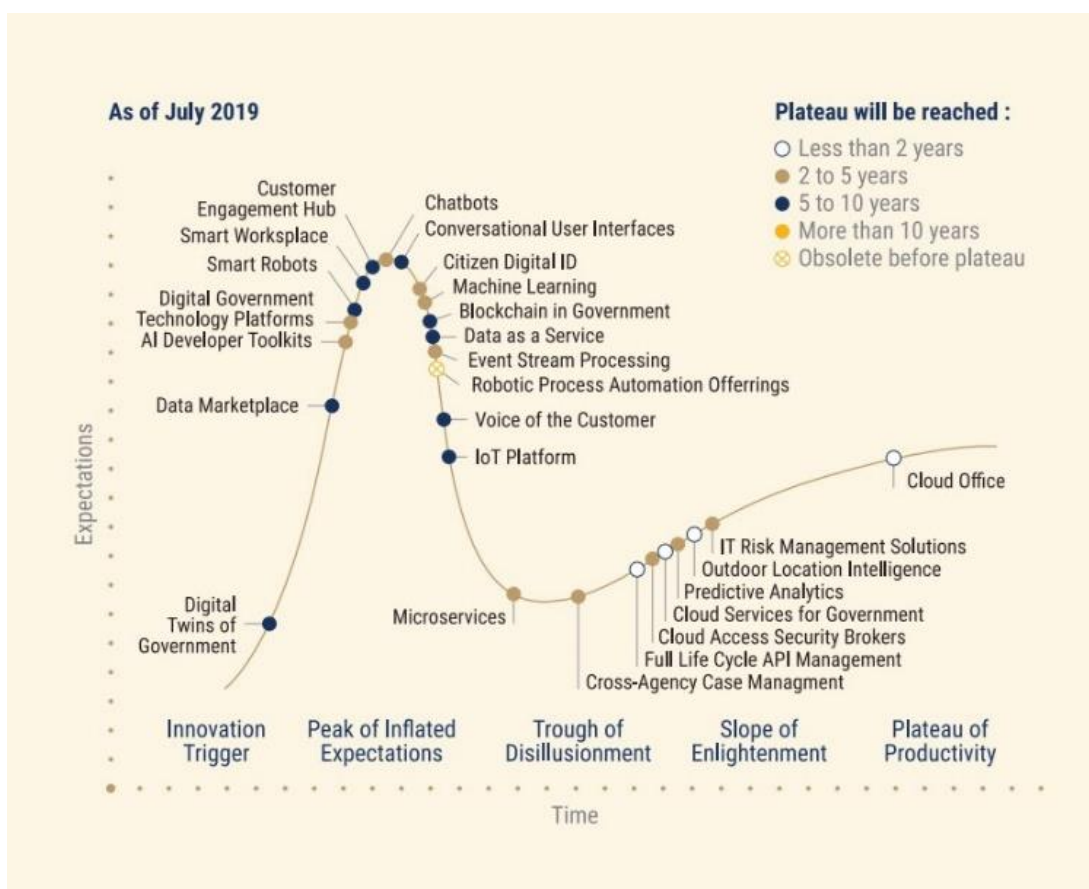 As of July 2019
Plateau will be reached :
Less than 2 years
2 to 5 years
5 to 10 years
More than 10 years
Obsolete before plateau
Customer
Engagement Hub
Smart Worksplace
Smart Robots
Digital Government
Technology Platforms
AI Developer Toolkits
Data Marketplace
Digital
Twins of
Government
Chatbots
Conversational User Interfaces
Citizen Digital ID
Machine Learning
Blockchain in Government
Data as a Service
Event Stream Processing
Robotic Process Automation Offerrings
Voice of the Customer
IoT Platform
Microservices
Cloud Office
IT Risk Management Solutions
Outdoor Location Intelligence
Predictive Analytics
Cloud Services for Government
Cloud Access Security Brokers
Full Life Cycle API Management
Cross-Agency Case Managment
Expectations
Innovation
Trigger
Peak of Inflated
Expectations
Trough of
Disillusionment
Slope of
Enlightenment
Plateau of
Productivity
Time